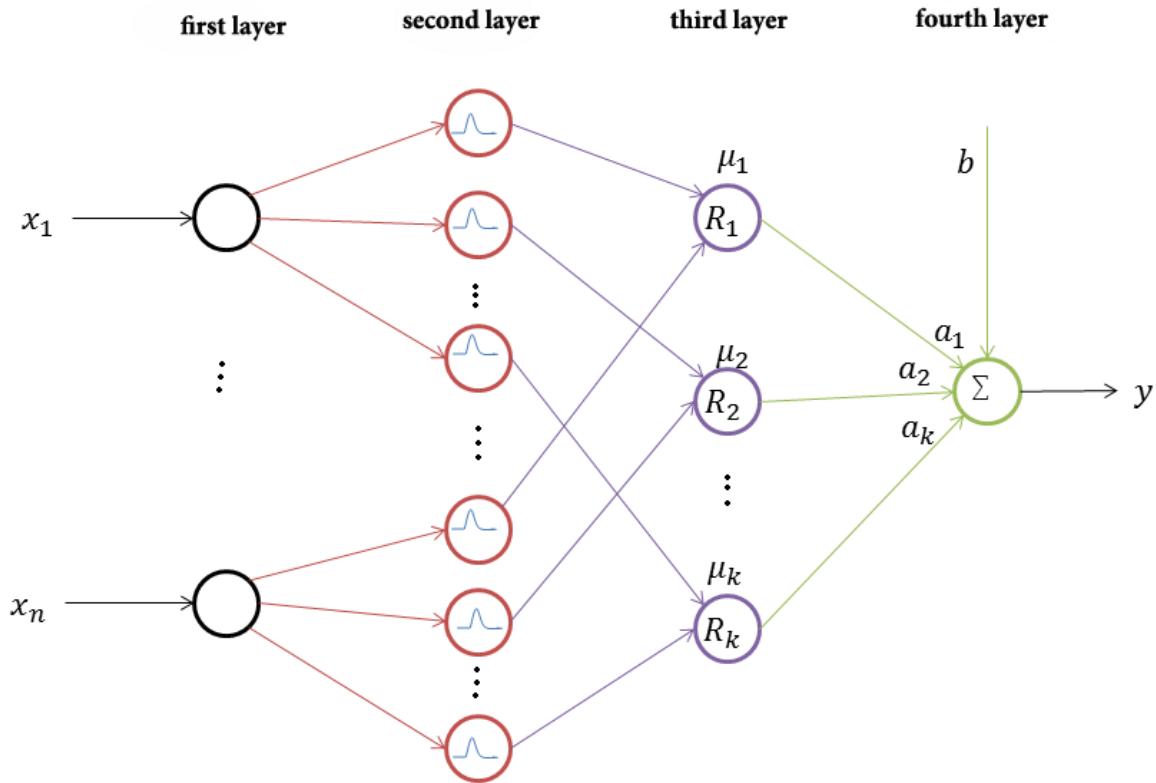 first layer
second layer
third layer
fourth layer
x₁
xₙ
μ₁
R₁
μ₂
R₂
μₖ
Rₖ
b
a₁
a₂
aₖ
Σ
y